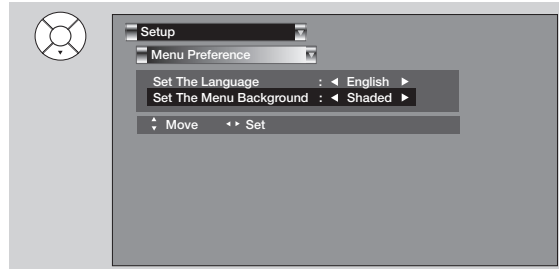 Setup
Menu Preference
Set The Language : ◄ English ►
Set The Menu Background : ◄ Shaded ►
Move Set